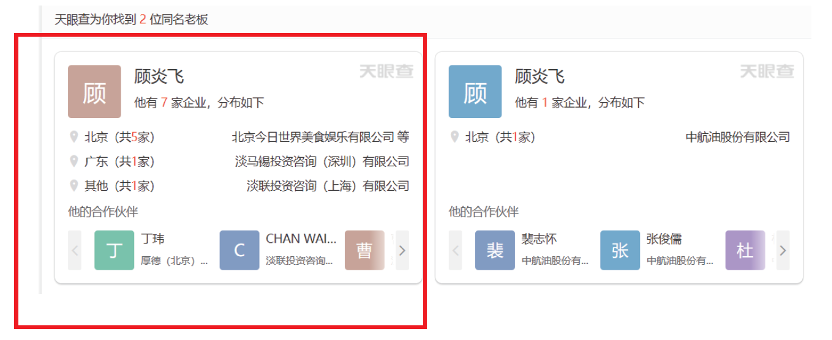 天眼查为你找到 2 位同名老板
顾
顾炎飞
天眼查
他有 7 家企业，分布如下
北京（共5家）
北京今日世界美食娱乐有限公司 等
广东（共1家）
淡马锡投资咨询（深圳）有限公司
其他（共1家）
淡联投资咨询（上海）有限公司
他的合作伙伴
丁
丁玮
厚德（北京）...
C
CHAN WAI...
淡联投资咨询...
曹
顾
顾炎飞
天眼查
他有 1 家企业，分布如下
北京（共1家）
中航油股份有限公司
他的合作伙伴
裴
裴志怀
中航油股份有...
张
张俊儒
中航油股份有...
杜